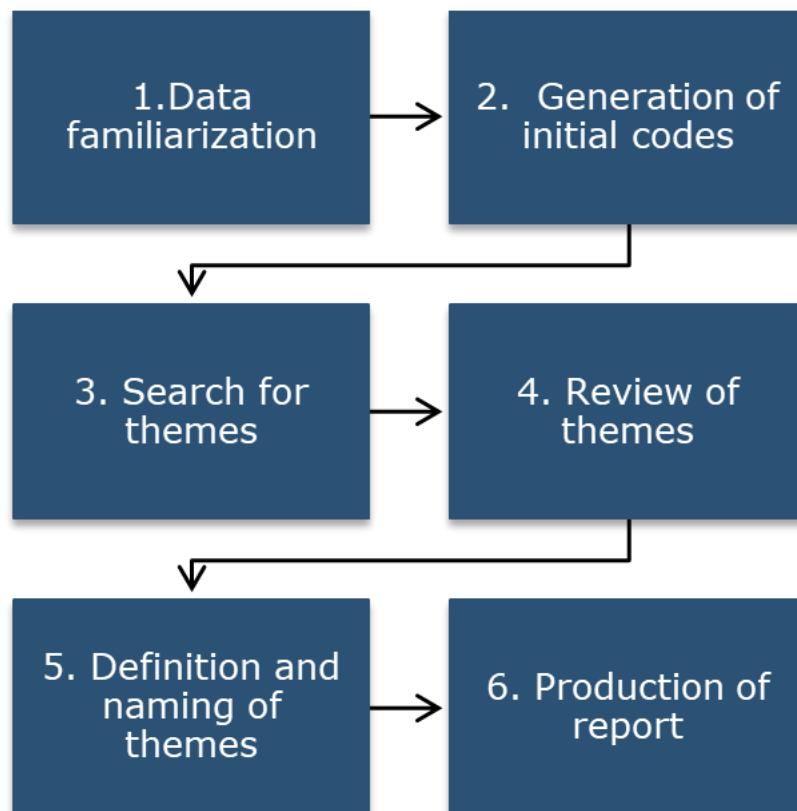 1.Data
familiarization
2.  Generation of
initial codes
3. Search for
themes
4. Review of
themes
5. Definition and
naming of
themes
6. Production of
report